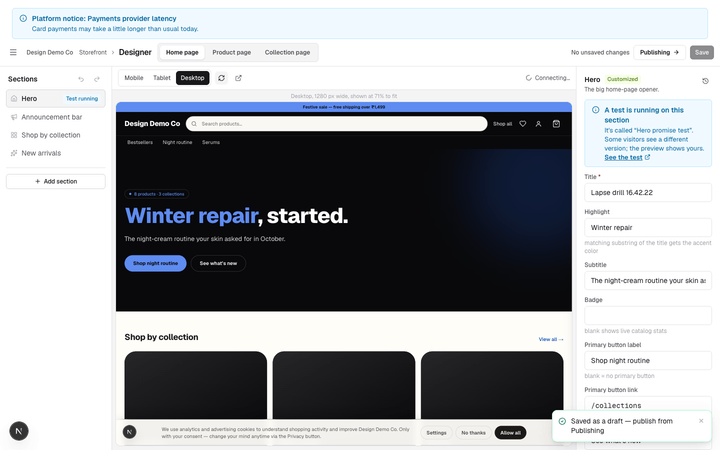 Platform notice: Payments provider latency
Card payments may take a little longer than usual today.
Design Demo Co Storefront › Designer Home page Product page Collection page No unsaved changes Publishing → Save
Sections
Hero Test running
Announcement bar
Shop by collection
New arrivals
+ Add section
Mobile Tablet Desktop Connecting…
Desktop, 1280 px wide, shown at 71% to fit
Festive sale — free shipping over ₹1,499
Design Demo Co Search products… Shop all
Bestsellers Night routine Serums
8 products · 3 collections
Winter repair, started.
The night-cream routine your skin asked for in October.
Shop night routine See what's new
Shop by collection View all →
N We use analytics and advertising cookies to understand shopping activity and improve Design Demo Co. Only
with your consent — change your mind anytime via the Privacy button.
Settings No thanks Allow all
N
Hero Customized
The big home-page opener.
A test is running on this
section
It's called "Hero promise test".
Some visitors see a different
version; the preview shows yours.
See the test
Title *
Lapse drill 16.42.22
Highlight
Winter repair
matching substring of the title gets the accent
color
Subtitle
The night-cream routine your skin as
Badge
blank shows live catalog stats
Primary button label
Shop night routine
blank = no primary button
Primary button link
/collections
Saved as a draft — publish from
Publishing